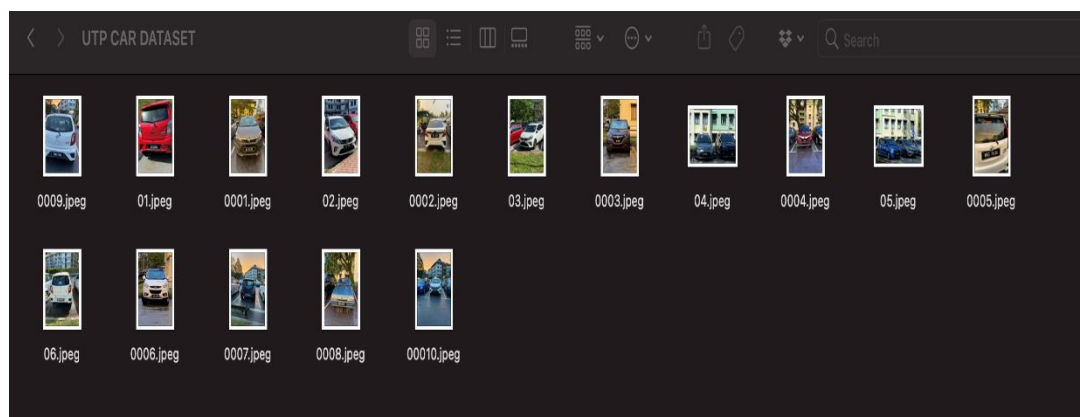 UTP CAR DATASET
Search
0009.jpeg 01.jpeg 0001.jpeg 02.jpeg 0002.jpeg 03.jpeg 0003.jpeg 04.jpeg 0004.jpeg 05.jpeg 0005.jpeg
06.jpeg 0006.jpeg 0007.jpeg 0008.jpeg 00010.jpeg